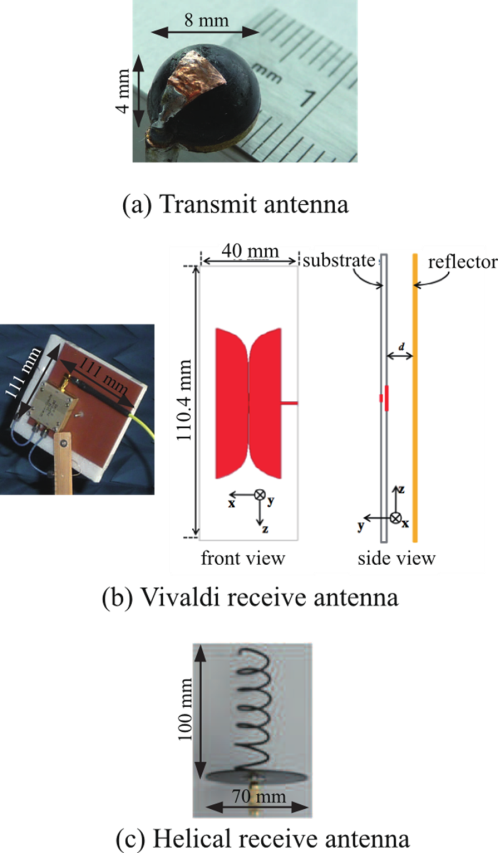 8 mm
4 mm
mm
1
(a) Transmit antenna
40 mm
substrate
reflector
111 mm
111 mm
110.4 mm
d
x
y
z
z
y
x
front view
side view
(b) Vivaldi receive antenna
100 mm
70 mm
(c) Helical receive antenna